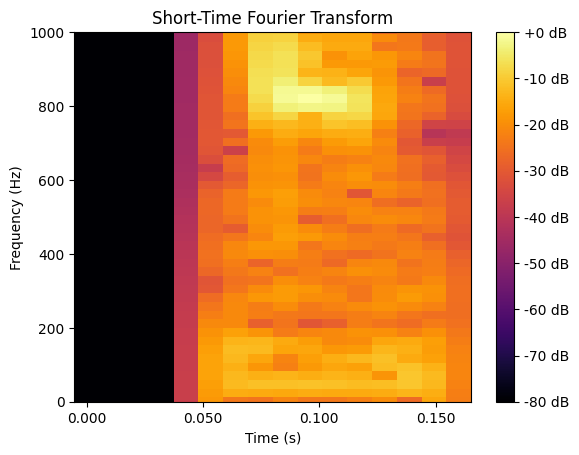 Short-Time Fourier Transform
1000
800
600
400
200
0
Frequency (Hz)
0.000
0.050
0.100
0.150
Time (s)
+0 dB
-10 dB
-20 dB
-30 dB
-40 dB
-50 dB
-60 dB
-70 dB
-80 dB